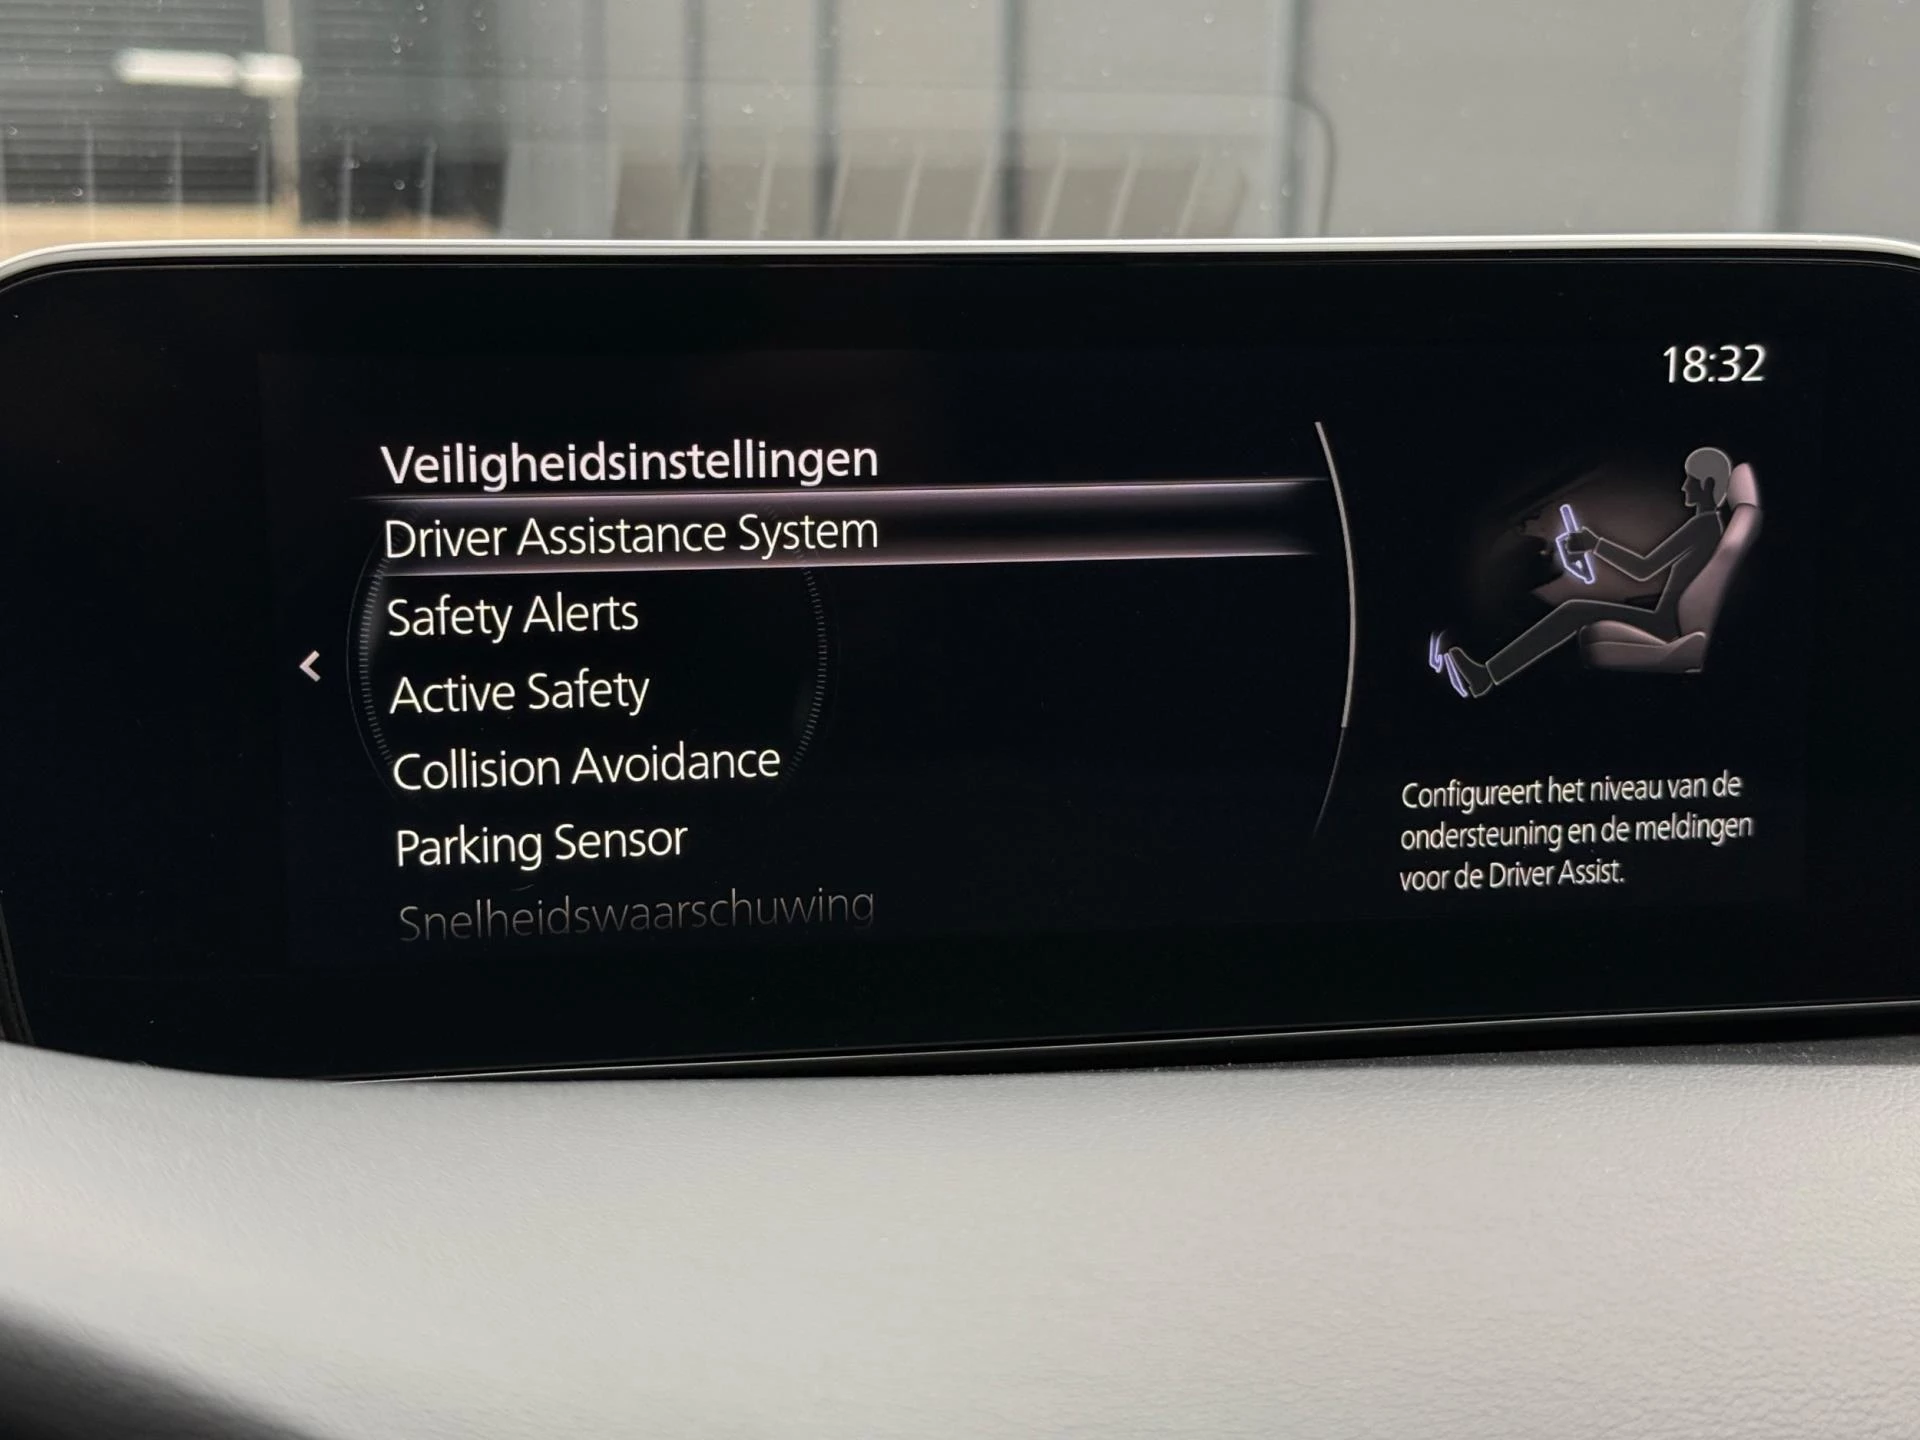 18:32
Veiligheidsinstellingen
Driver Assistance System
Safety Alerts
Active Safety
Collision Avoidance
Parking Sensor
Snelheidswaarschuwing
Configureert het niveau van de
ondersteuning en de meldingen
voor de Driver Assist.